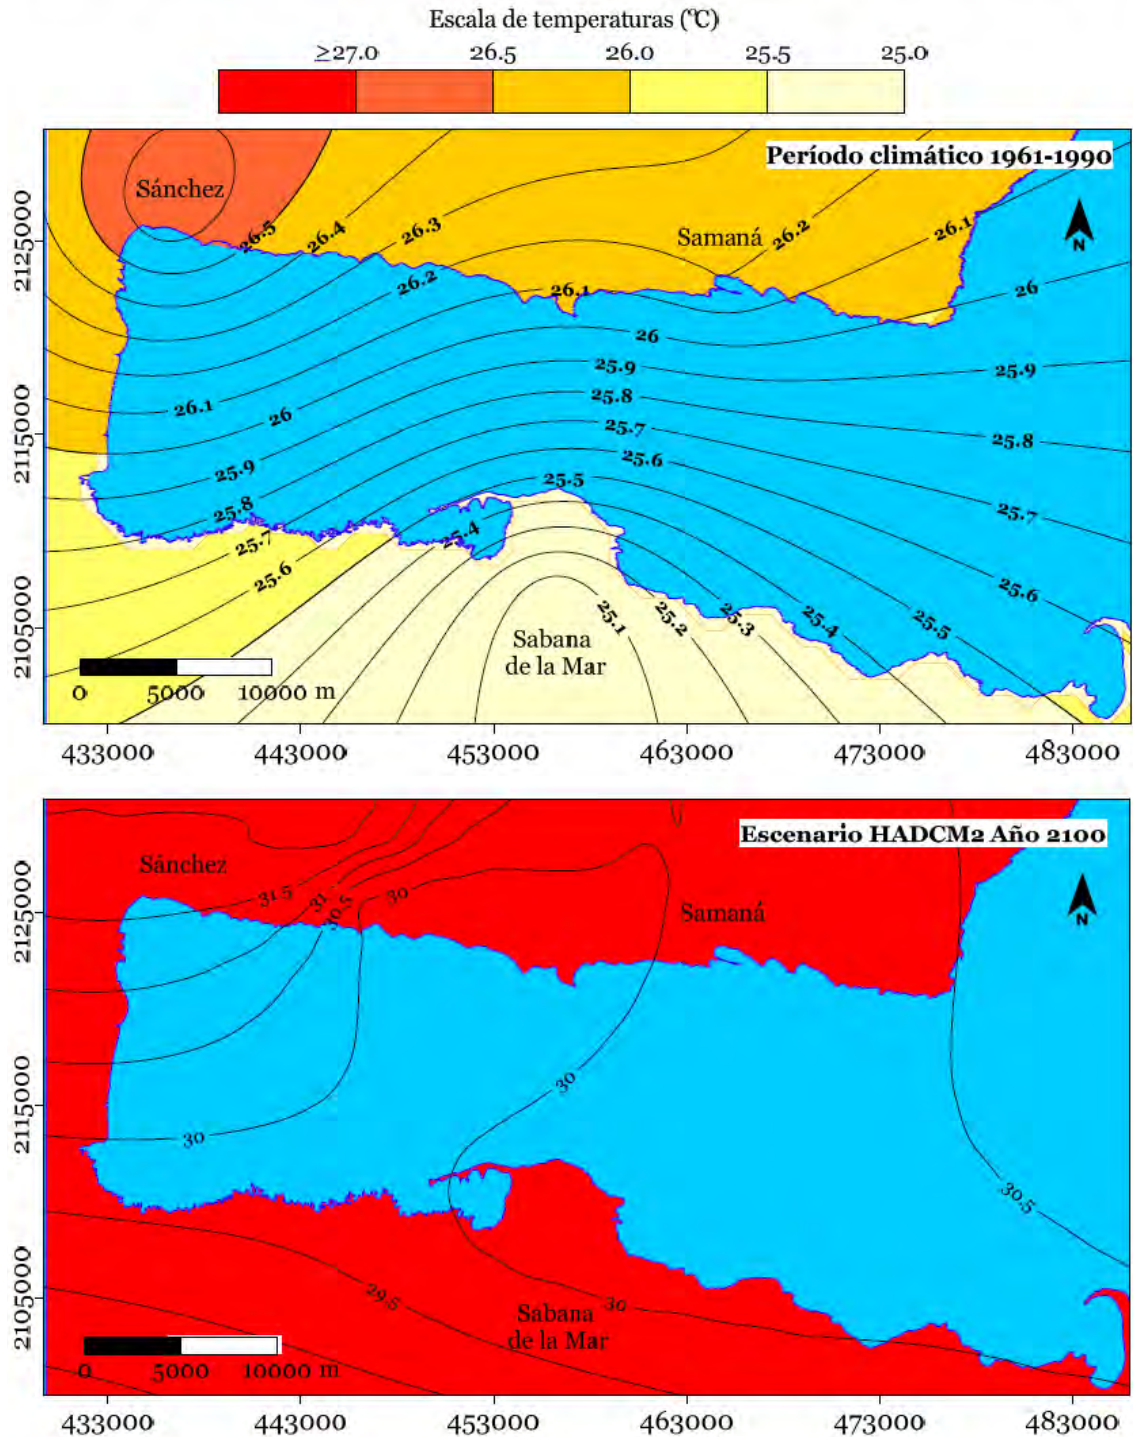 Escala de temperaturas (°C)
≥27.0 26.5 26.0 25.5 25.0
Período climático 1961-1990
Sánchez
Samaná
26.5
26.4
26.3
26.2
26.1
26.2
26.1
26
26
25.9
25.8
25.7
25.6
25.5
25.9
25.8
25.7
25.6
25.5
26.1
26
25.9
25.8
25.7
25.6
25.4
25.1
25.2
25.3
25.4
N
Sabana
de la Mar
0 5000 10000 m
2125000
2115000
2105000
433000 443000 453000 463000 473000 483000
Escenario HADCM2 Año 2100
Sánchez
Samaná
31.5
31
30.5
30
30
30
30.5
29.5
30
N
Sabana
de la Mar
0 5000 10000 m
2125000
2115000
2105000
433000 443000 453000 463000 473000 483000